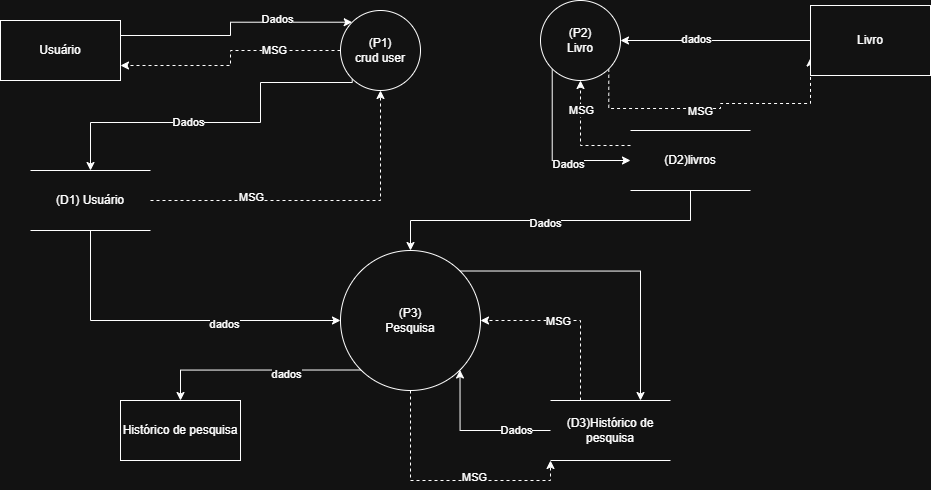 Dados
Usuário
MSG
(P1)
crud user
(P2)
Livro
dados
Livro
Dados
MSG
MSG
Dados
(D2)livros
(D1) Usuário
MSG
Dados
(P3)
Pesquisa
dados
MSG
dados
Histórico de pesquisa
Dados
(D3)Histórico de
pesquisa
MSG